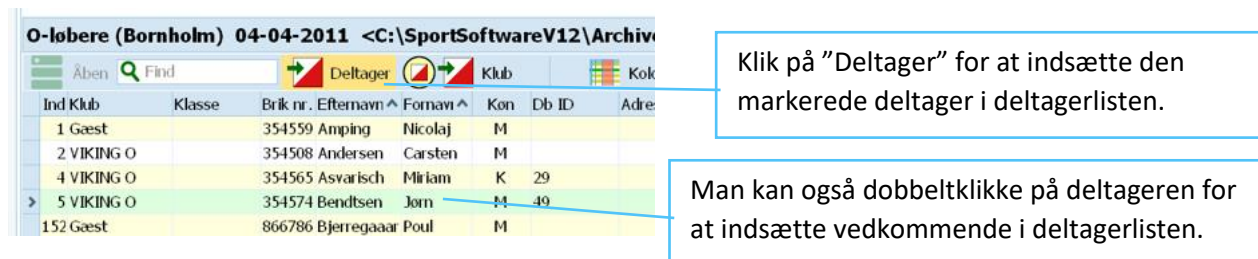 O-løbere (Bornholm) 04-04-2011 <C:\SportSoftwareV12\Archive
Åben Find Deltager Klub Kolo
Ind Klub Klasse Brik nr. Efternavn Fornavn Køn Db ID Adres
1 Gæst 354559 Amping Nicolaj M
2 VIKING O 354508 Andersen Carsten M
4 VIKING O 354565 Asvarisch Miriam K 29
> 5 VIKING O 354574 Bendtsen Jørn M 49
152 Gæst 866786 Bjerregaaar Poul M
Klik på ”Deltager” for at indsætte den
markerede deltager i deltagerlisten.
Man kan også dobbeltklikke på deltageren for
at indsætte vedkommende i deltagerlisten.